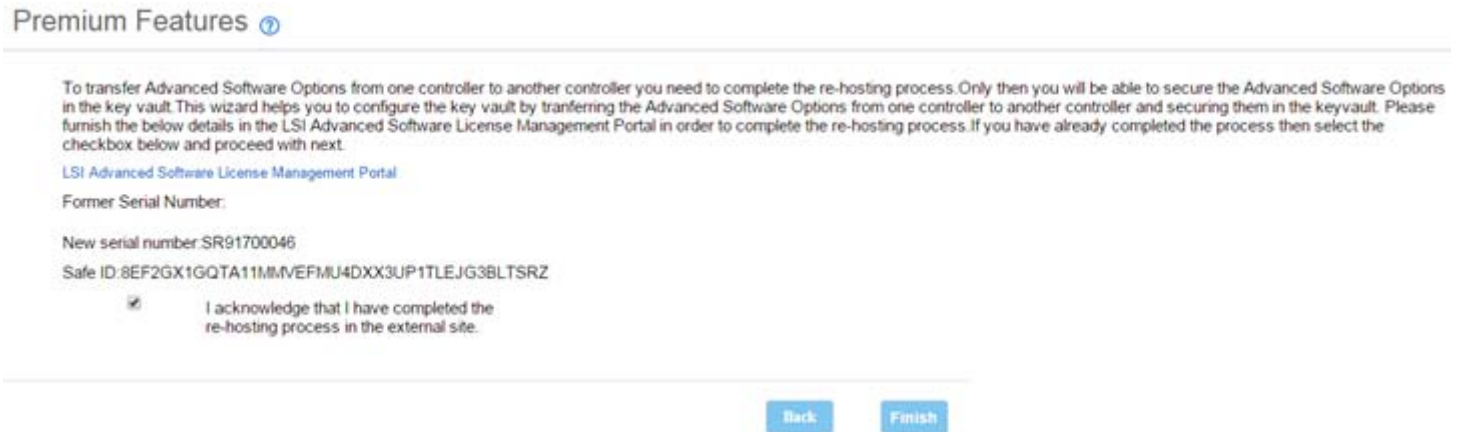 Premium Features ?
To transfer Advanced Software Options from one controller to another controller you need to complete the re-hosting process.Only then you will be able to secure the Advanced Software Options
in the key vault.This wizard helps you to configure the key vault by tranferring the Advanced Software Options from one controller to another controller and securing them in the keyvault. Please
furnish the below details in the LSI Advanced Software License Management Portal in order to complete the re-hosting process.If you have already completed the process then select the
checkbox below and proceed with next.
LSI Advanced Software License Management Portal
Former Serial Number:
New serial number:SR91700046
Safe ID:8EF2GX1GQTA11MMVEFMU4DXX3UP1TLEJG3BLTSRZ
I acknowledge that I have completed the
re-hosting process in the external site.
Back Finish